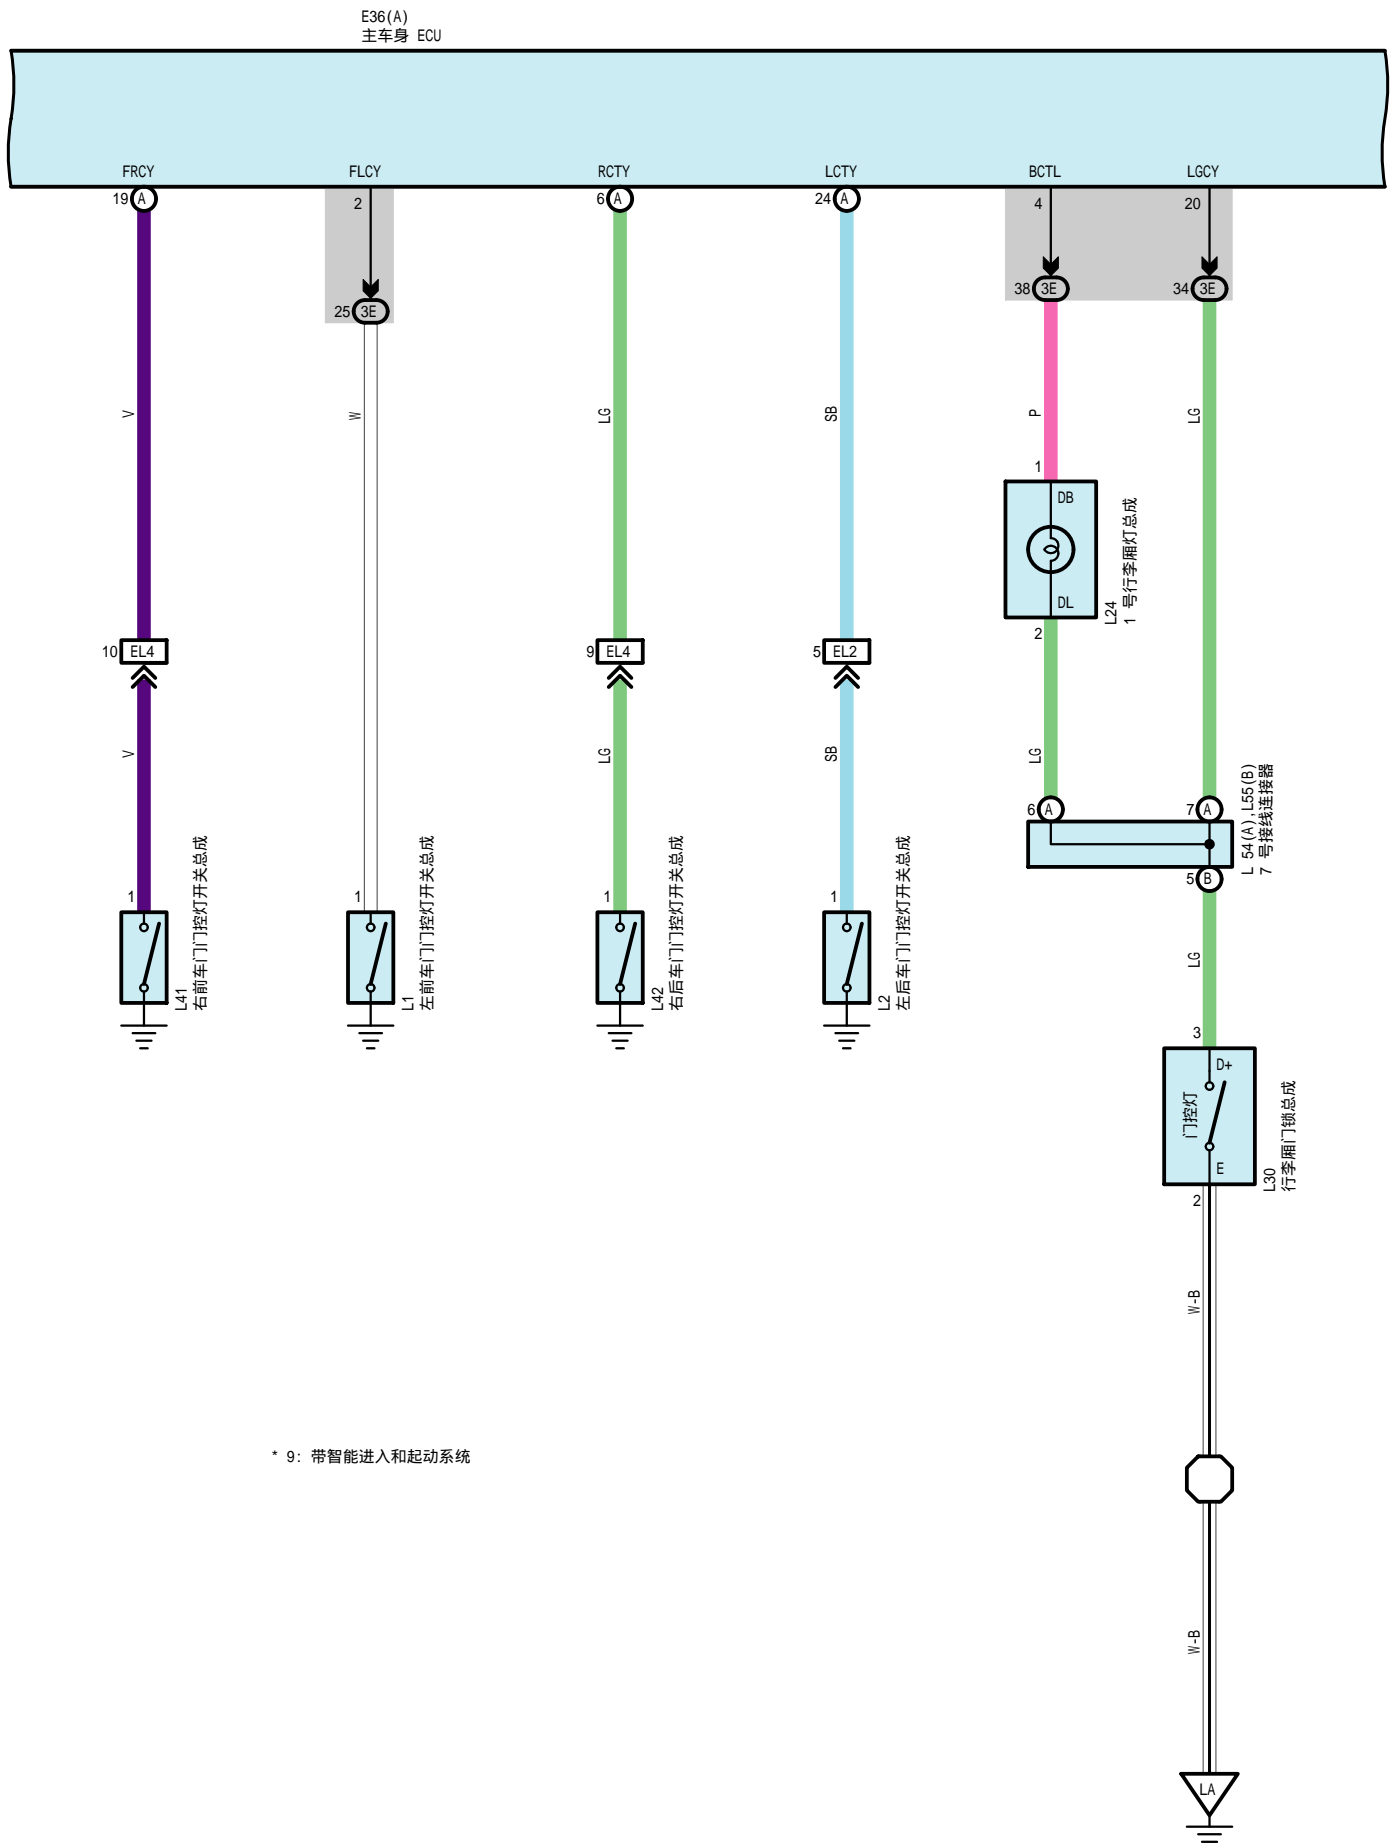 E36(A)
主车身 ECU
FRCY FLCY RCTY LCTY BCTL LGCY
19 A 2 6 A 24 A 4 20
38 3E 34 3E
25 3E
V W LG SB P LG
1
DB
DL
L24
1 号行李厢灯总成
2
10 EL4 9 EL4 5 EL2
V LG SB LG
6 A 7 A
L 54(A),L55(B)
7 号接线连接器
5 B
1 1 1 1
L41
右前车门门控灯开关总成
L1
左前车门门控灯开关总成
L42
右后车门门控灯开关总成
L2
左后车门门控灯开关总成
LG
3
D+
门控灯
E
L30
行李厢门锁总成
2
W-B
* 9: 带智能进入和起动系统
W-B
LA